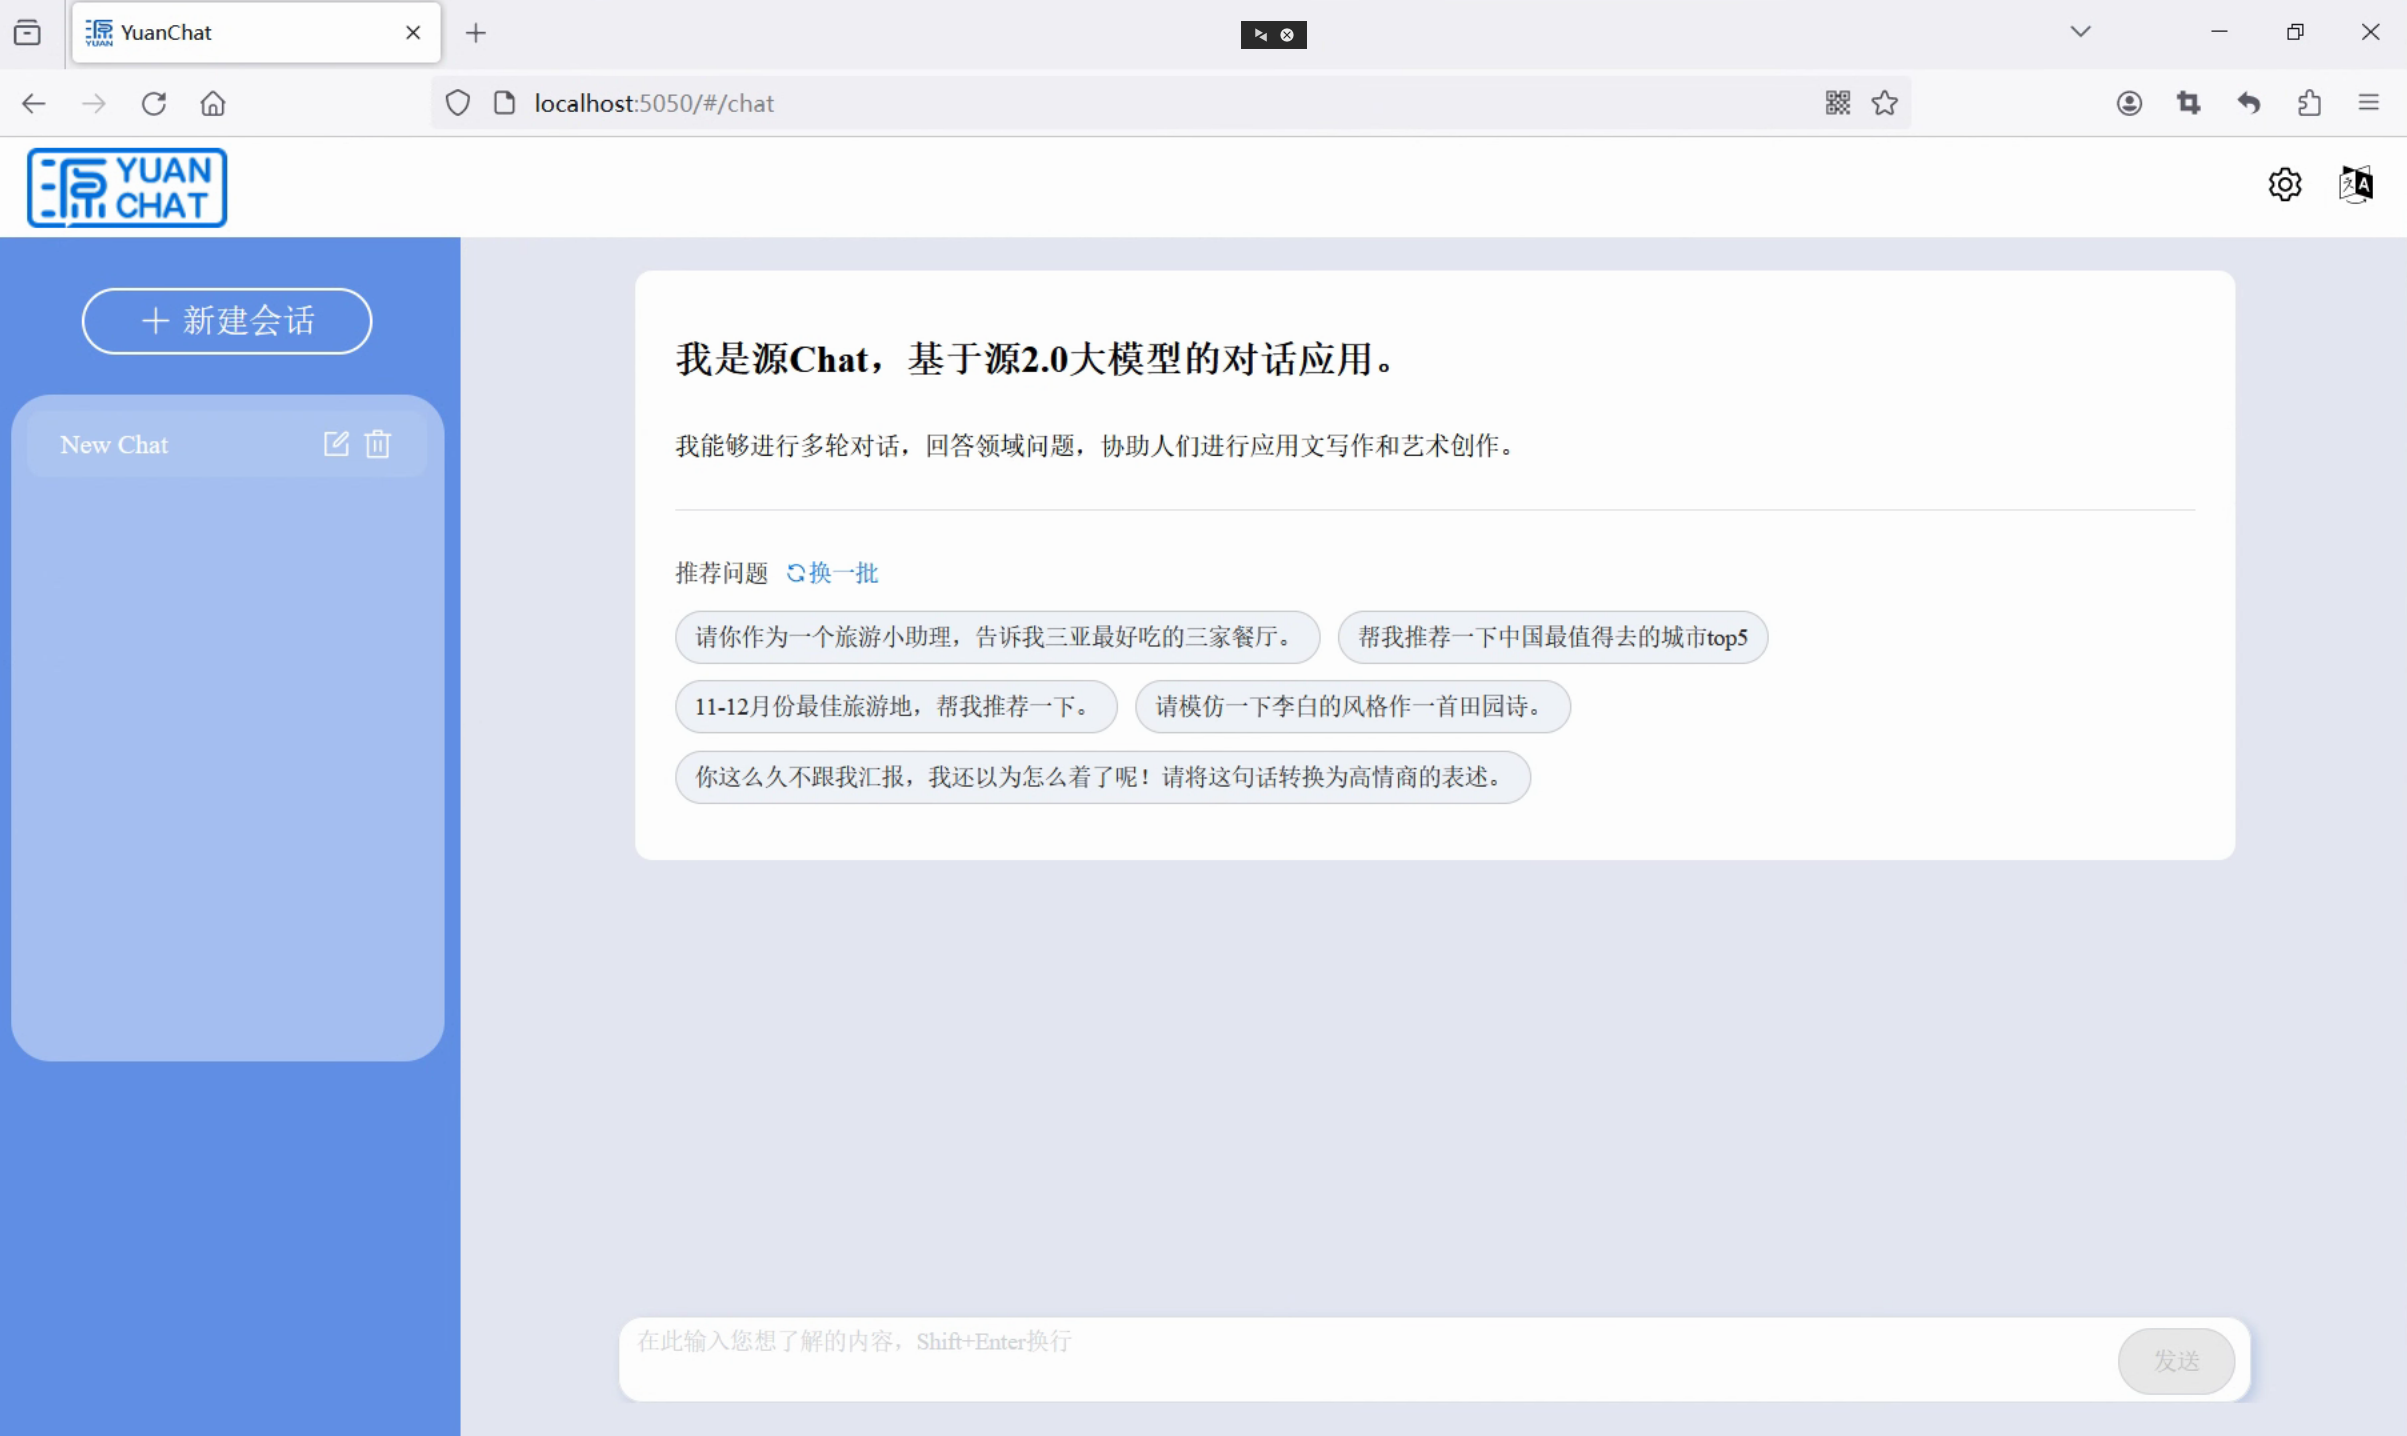 YuanChat
localhost:5050/#/chat
源 YUAN CHAT
新建会话
New Chat
我是源Chat，基于源2.0大模型的对话应用。
我能够进行多轮对话，回答领域问题，协助人们进行应用文写作和艺术创作。
推荐问题 换一批
请你作为一个旅游小助理，告诉我三亚最好吃的三家餐厅。 帮我推荐一下中国最值得去的城市top5
11-12月份最佳旅游地，帮我推荐一下。 请模仿一下李白的风格作一首田园诗。
你这么久不跟我汇报，我还以为怎么着了呢！请将这句话转换为高情商的表述。
在此输入您想了解的内容，Shift+Enter换行
发送